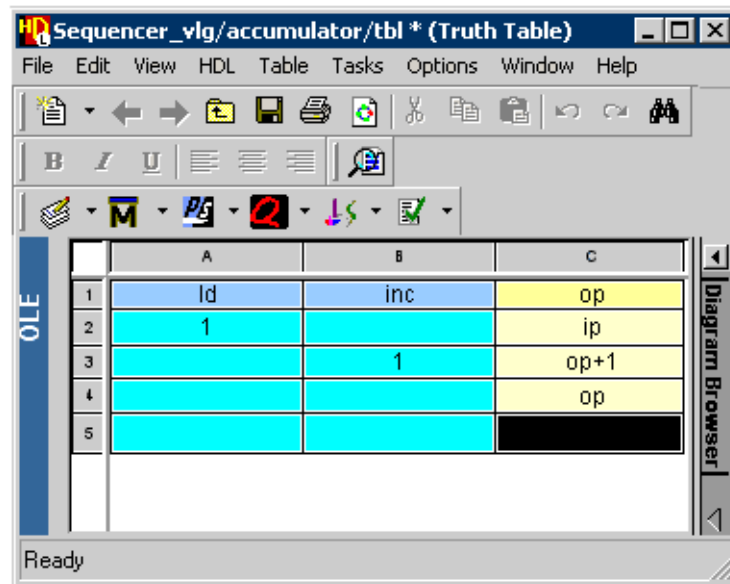 Sequencer_vlg/accumulator/tbl * (Truth Table)
File Edit View HDL Table Tasks Options Window Help
B I U
A B C
1 ld inc op
2 1 ip
3 1 op+1
4 op
5
OLE
Diagram Browser
Ready